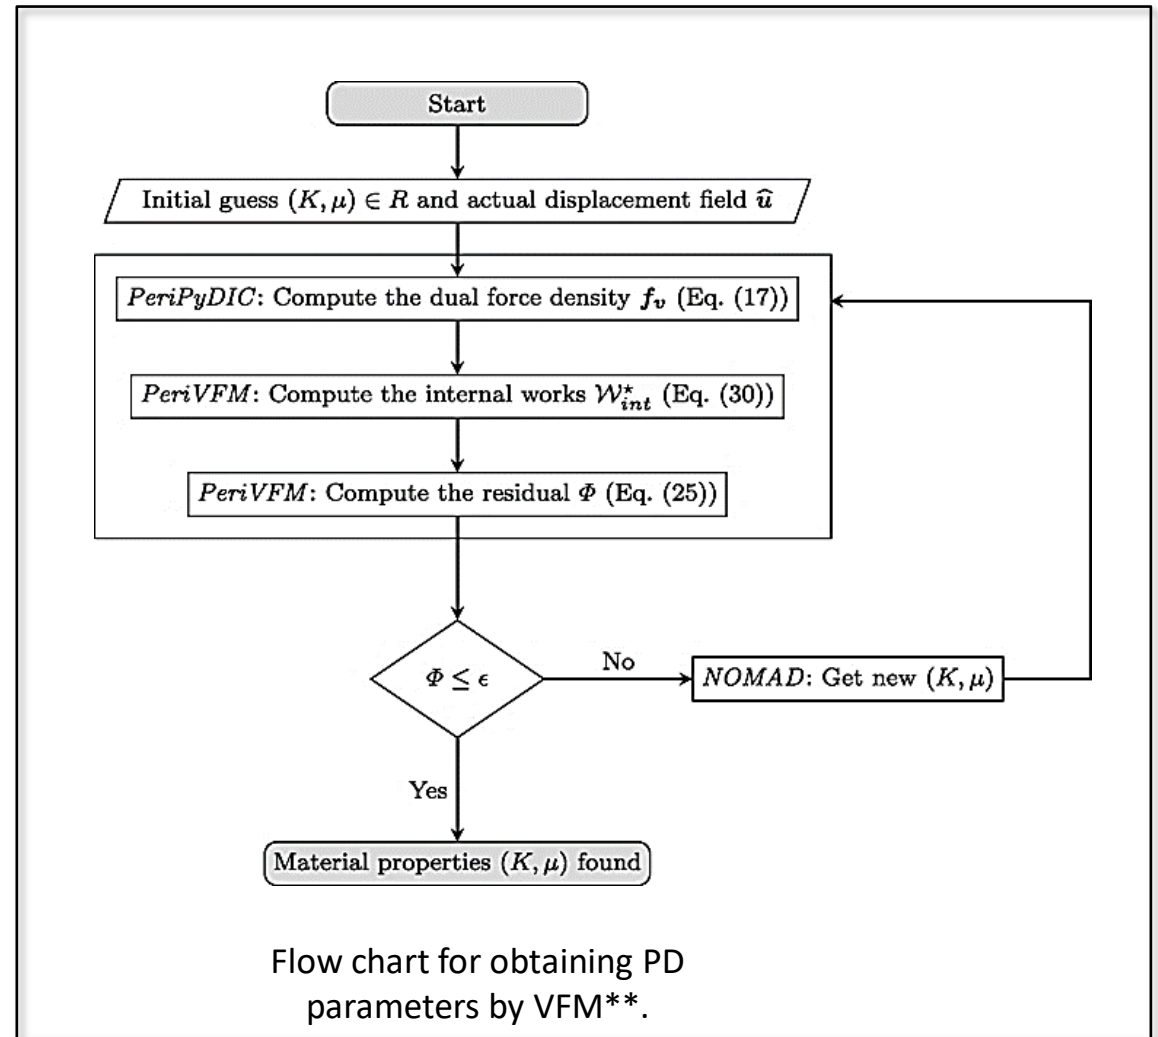 Start
Initial guess (K, μ) ∈ R and actual displacement field û
PeriPyDIC: Compute the dual force density f_v (Eq. (17))
PeriVFM: Compute the internal works 𝒲*_int (Eq. (30))
PeriVFM: Compute the residual Φ (Eq. (25))
Φ ≤ ϵ
No
NOMAD: Get new (K, μ)
Yes
Material properties (K, μ) found
Flow chart for obtaining PD
parameters by VFM**.